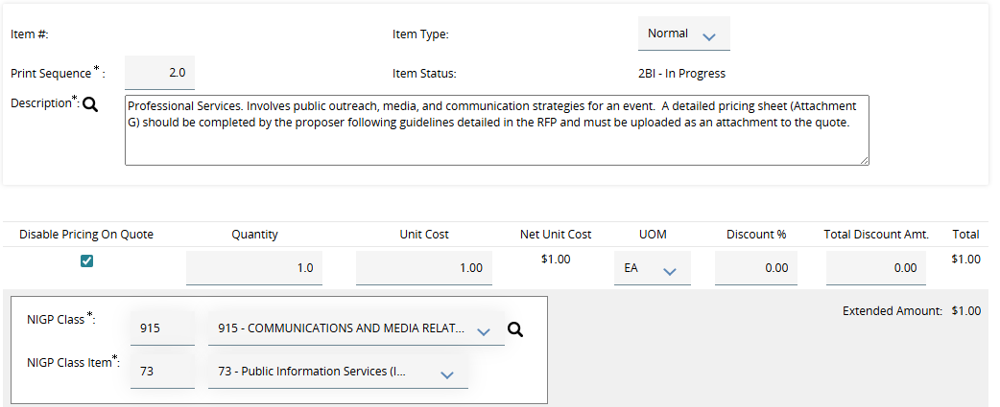 Item #: Item Type: Normal
Print Sequence * : 2.0 Item Status: 2BI - In Progress
Description*: Professional Services. Involves public outreach, media, and communication strategies for an event.  A detailed pricing sheet (Attachment
G) should be completed by the proposer following guidelines detailed in the RFP and must be uploaded as an attachment to the quote.
Disable Pricing On Quote Quantity Unit Cost Net Unit Cost UOM Discount % Total Discount Amt. Total
1.0 1.00 $1.00 EA 0.00 0.00 $1.00
Extended Amount: $1.00
NIGP Class *: 915 915 - COMMUNICATIONS AND MEDIA RELAT...
NIGP Class Item*: 73 73 - Public Information Services (I...